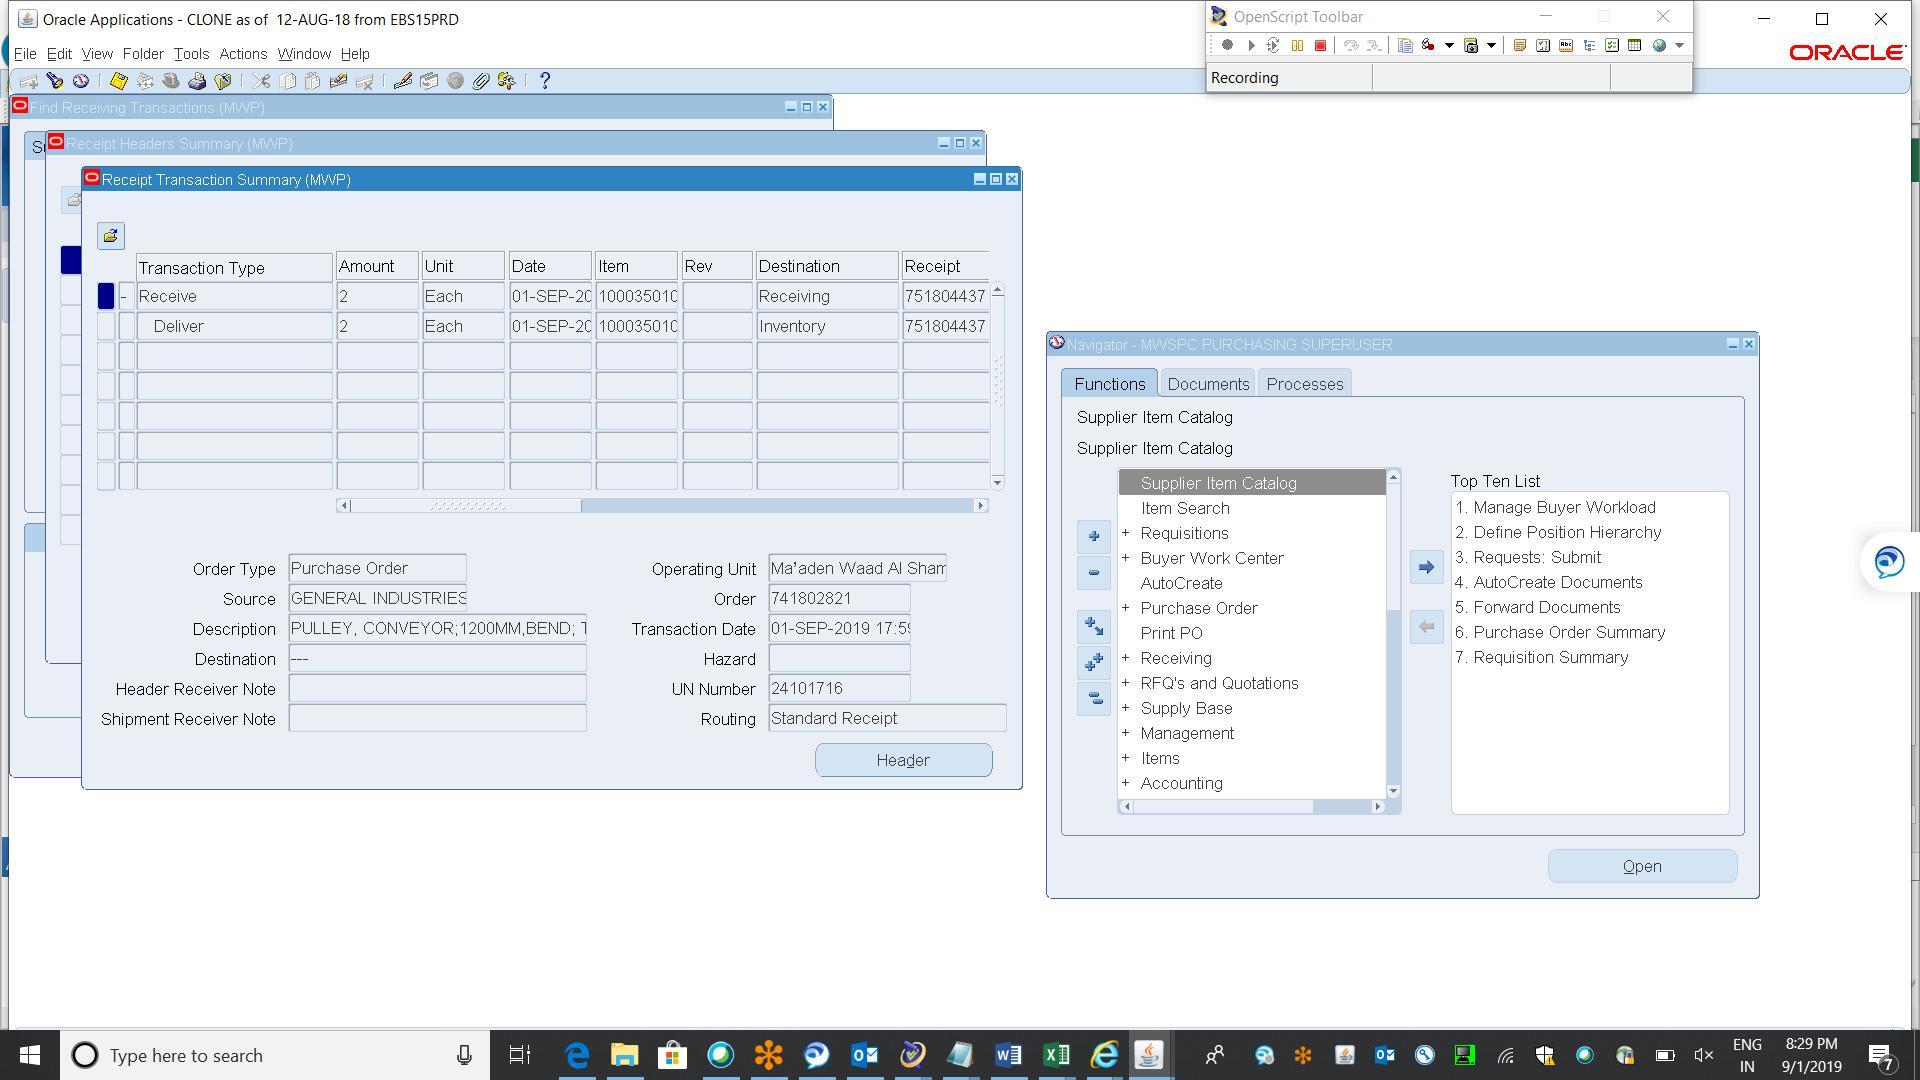 Oracle Applications - CLONE as of 12-AUG-18 from EBS15PRD
OpenScript Toolbar
File Edit View Folder Tools Actions Window Help
ORACLE
Recording
Find Receiving Transactions (MWP)
Receipt Headers Summary (MWP)
Receipt Transaction Summary (MWP)
Transaction Type Amount Unit Date Item Rev Destination Receipt
- Receive 2 Each 01-SEP-20 100035010 Receiving 751804437
Deliver 2 Each 01-SEP-20 100035010 Inventory 751804437
Order Type Purchase Order Operating Unit Ma'aden Waad Al Sham
Source GENERAL INDUSTRIES Order 741802821
Description PULLEY, CONVEYOR;1200MM,BEND; T Transaction Date 01-SEP-2019 17:59
Destination --- Hazard
Header Receiver Note UN Number 24101716
Shipment Receiver Note Routing Standard Receipt
Header
Navigator - MWSPC PURCHASING SUPERUSER
Functions Documents Processes
Supplier Item Catalog
Supplier Item Catalog
Supplier Item Catalog
Item Search
+ Requisitions
+ Buyer Work Center
AutoCreate
+ Purchase Order
Print PO
+ Receiving
+ RFQ's and Quotations
+ Supply Base
+ Management
+ Items
+ Accounting
Top Ten List
1. Manage Buyer Workload
2. Define Position Hierarchy
3. Requests: Submit
4. AutoCreate Documents
5. Forward Documents
6. Purchase Order Summary
7. Requisition Summary
Open
Type here to search
ENG
IN
8:29 PM
9/1/2019
7